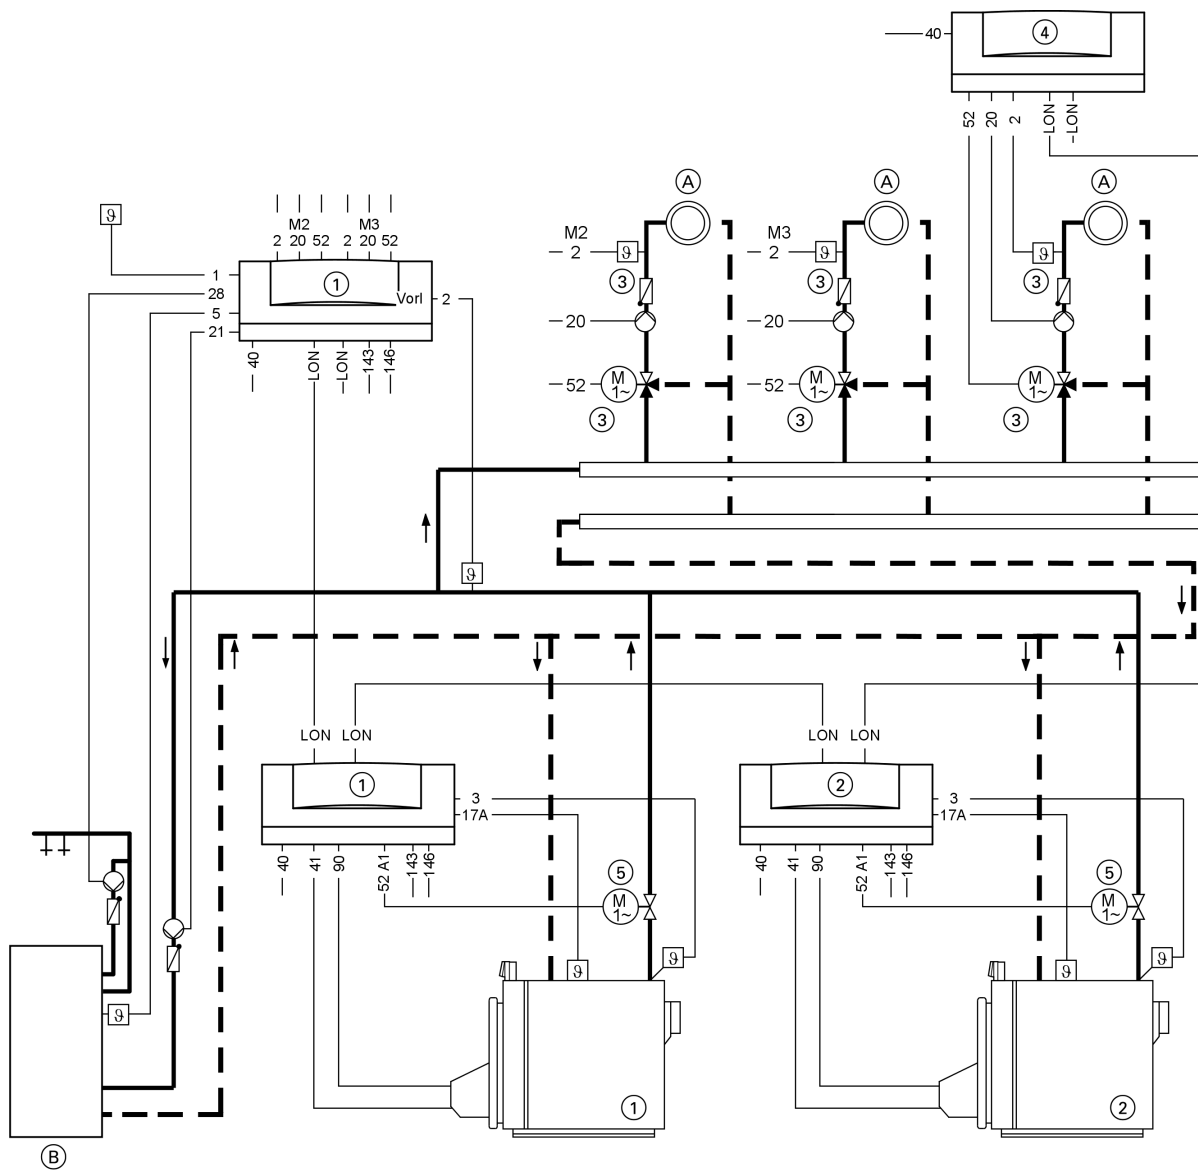 40 4
52 20 2 LON LON
A A A
ϑ
M2 M3
2 20 52 2 20 52
M2 M3
2 ϑ 2 ϑ ϑ
1
28
5
21
1 Vorl 2
3 3 3
20 20
40 LON LON 143 146
52 M 1~ 52 M 1~ M 1~
3 3 3
ϑ
LON LON LON LON
1 3
17A
2 3
17A
40 41 90 52 A1 143 146
40 41 90 52 A1 143 146
5 5
M 1~ M 1~
ϑ ϑ ϑ ϑ
ϑ
1 2
B